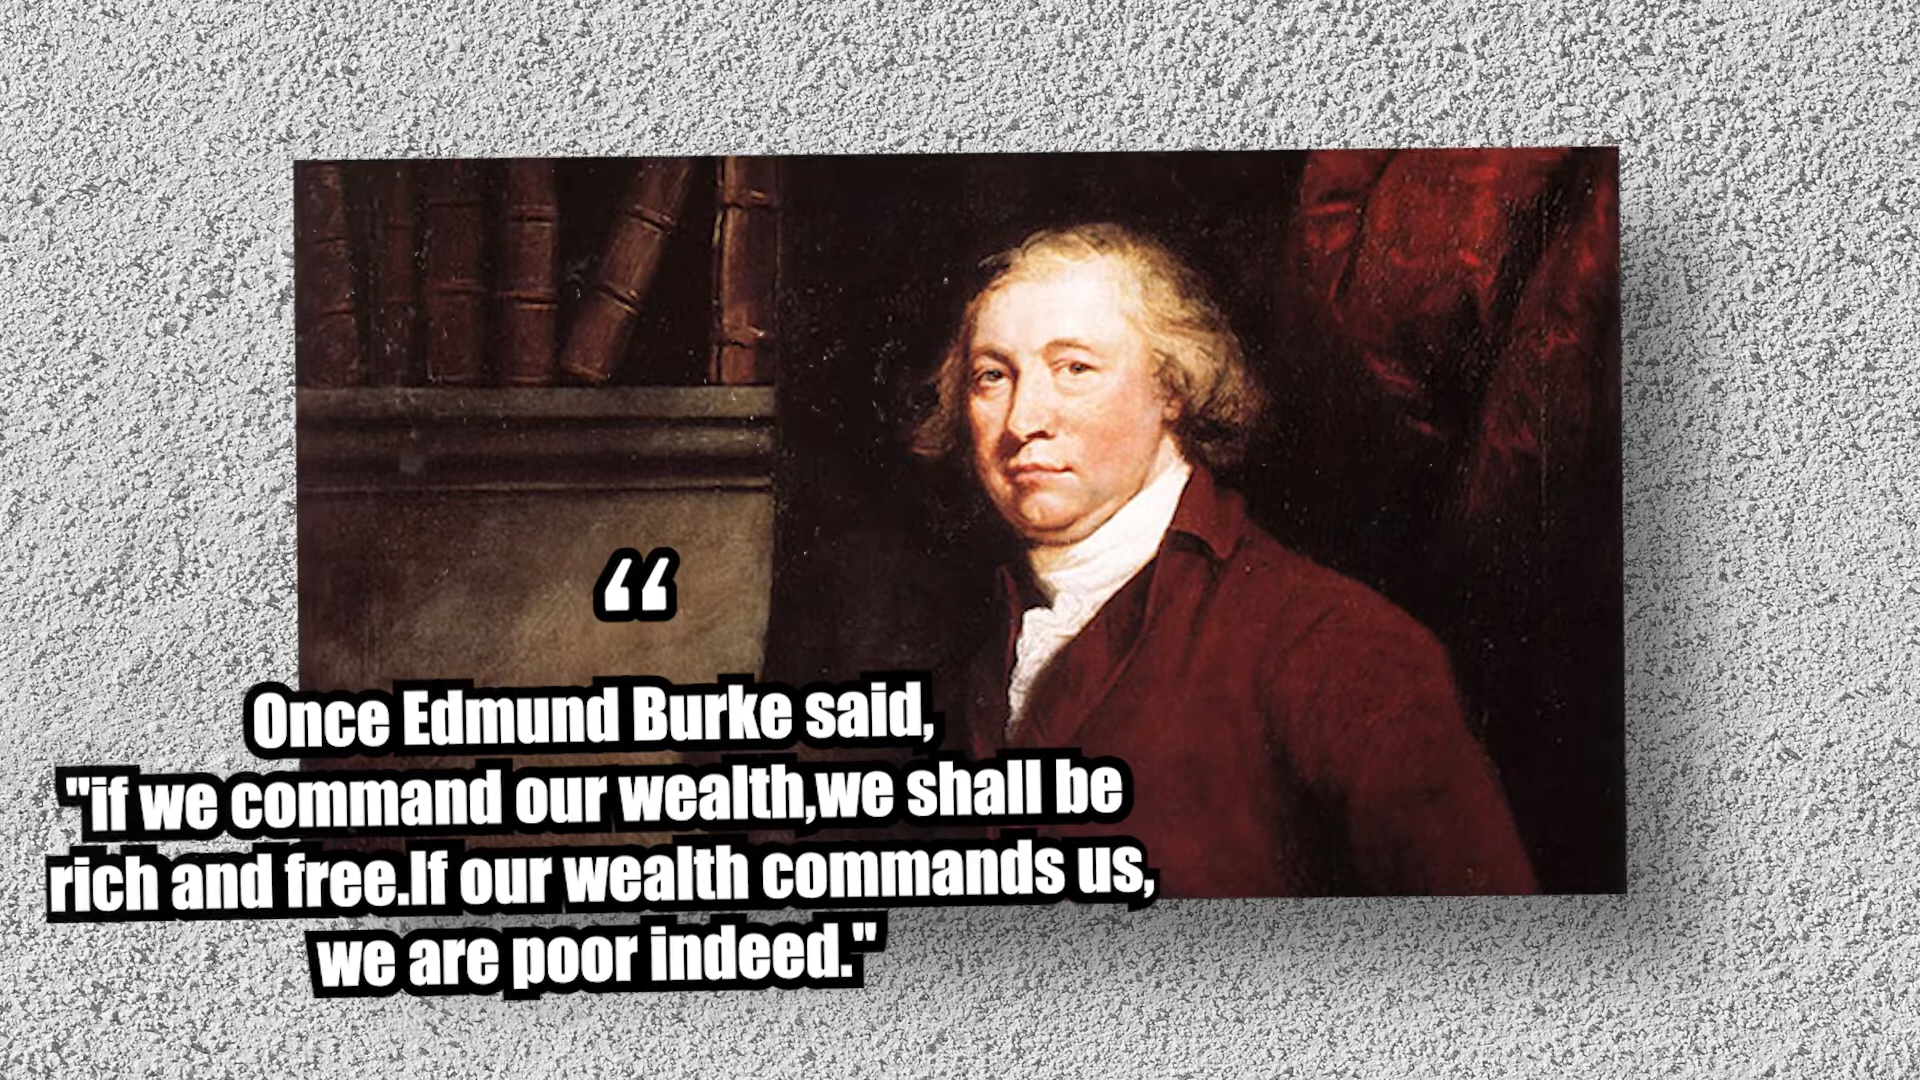 “
Once Edmund Burke said,
"if we command our wealth,we shall be
rich and free.If our wealth commands us,
we are poor indeed."